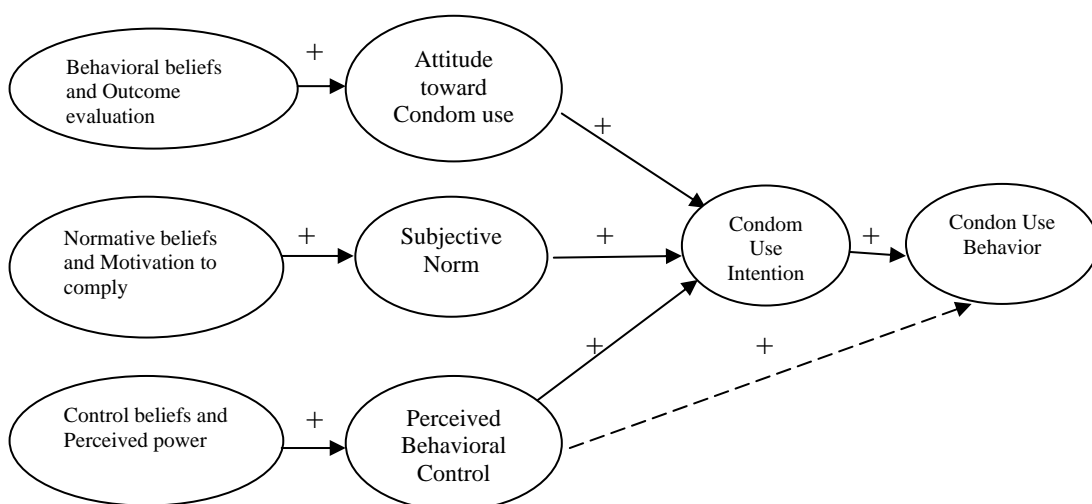 Behavioral beliefs
and Outcome
evaluation
+
Attitude
toward
Condom use
+
Normative beliefs
and Motivation to
comply
+
Subjective
Norm
+
Condom
Use
Intention
+
Condon Use
Behavior
Control beliefs and
Perceived power
+
Perceived
Behavioral
Control
+
+